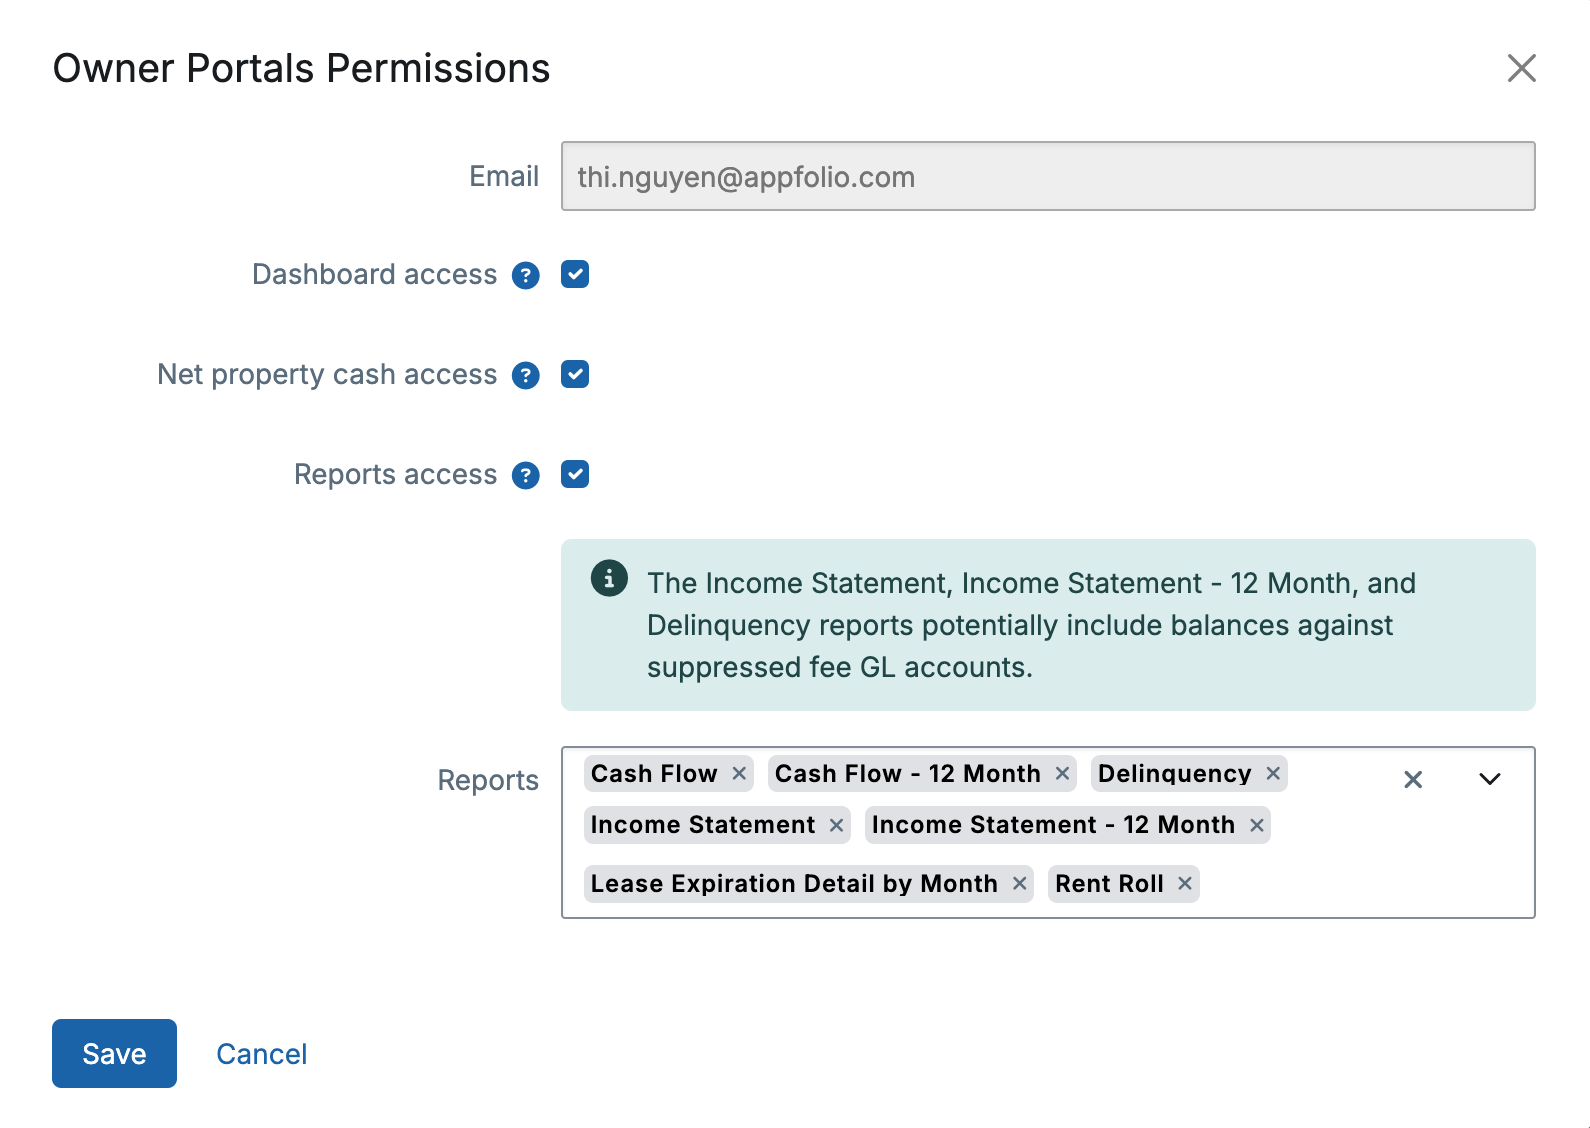 Owner Portals Permissions
Email
thi.nguyen@appfolio.com
Dashboard access ?
Net property cash access ?
Reports access ?
The Income Statement, Income Statement - 12 Month, and
Delinquency reports potentially include balances against
suppressed fee GL accounts.
Reports
Cash Flow × Cash Flow - 12 Month × Delinquency ×
Income Statement × Income Statement - 12 Month ×
Lease Expiration Detail by Month × Rent Roll ×
Save Cancel